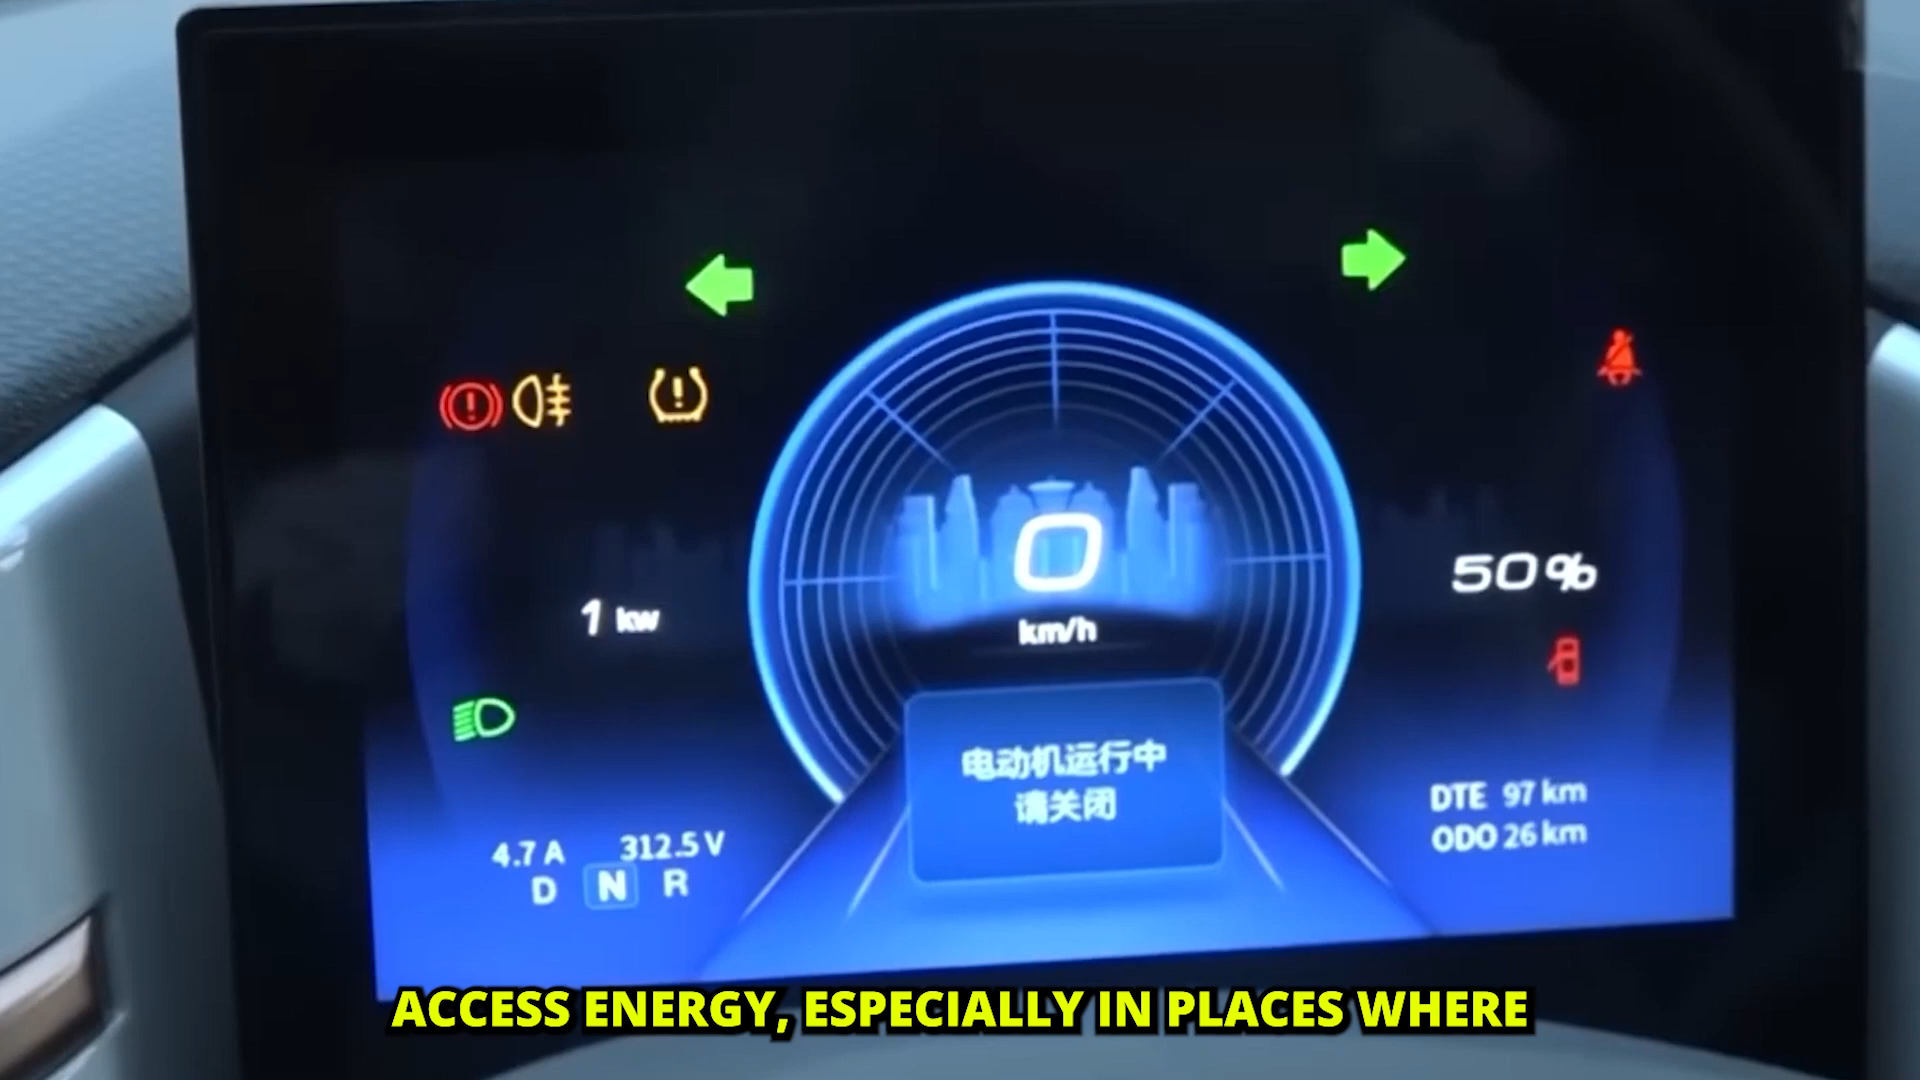 0
km/h
1 kw
50%
电动机运行中
请关闭
DTE 97 km
ODO 26 km
4.7 A 312.5 V
D N R
ACCESS ENERGY, ESPECIALLY IN PLACES WHERE